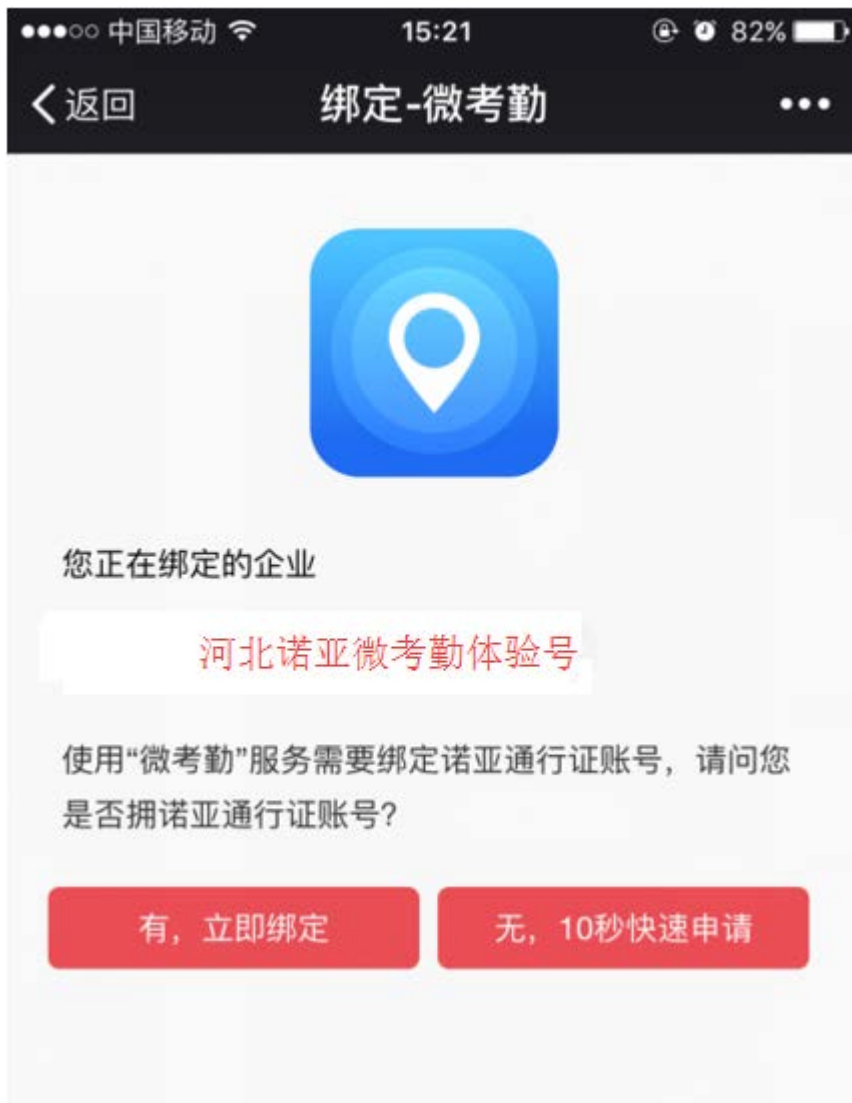 中国移动 15:21 82%
返回 绑定-微考勤
您正在绑定的企业
河北诺亚微考勤体验号
使用“微考勤”服务需要绑定诺亚通行证账号，请问您
是否拥诺亚通行证账号?
有，立即绑定 无，10秒快速申请